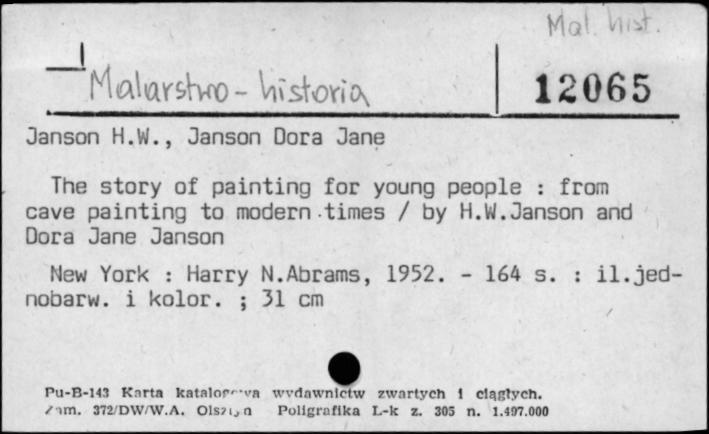 Mal. hist.
Malarstwo - historia
12065
Janson H.W., Janson Dora Jane
The story of painting for young people : from
cave painting to modern times / by H.W.Janson and
Dora Jane Janson
New York : Harry N.Abrams, 1952. - 164 s. : il.jed-
nobarw. i kolor. ; 31 cm
Pu-B-143 Karta katalogowa wydawnictw zwartych i ciągłych.
Zam. 372/DW/W.A. Olsztyn Poligrafika L-k z. 305 n. 1.497.000